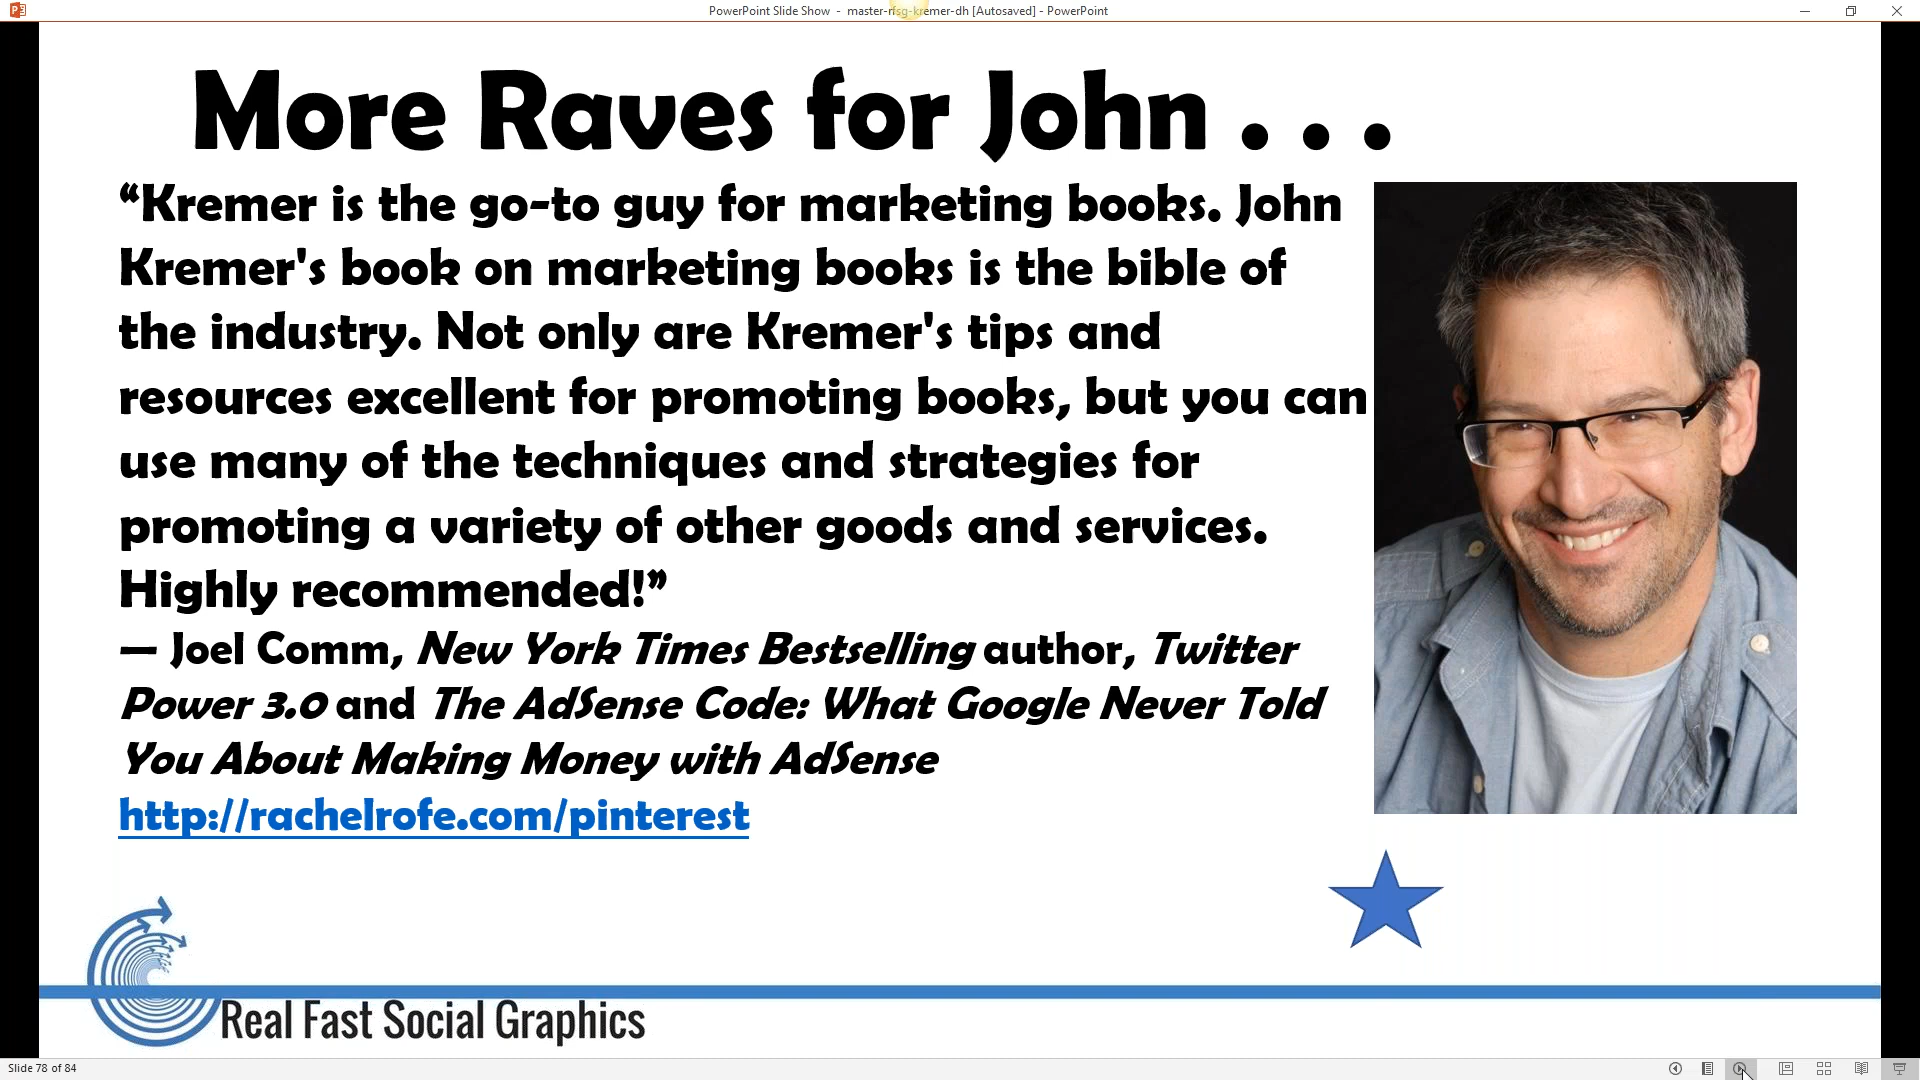 PowerPoint Slide Show - master-rfsg-kremer-dh [Autosaved] - PowerPoint
More Raves for John . . .
“Kremer is the go-to guy for marketing books. John
Kremer's book on marketing books is the bible of
the industry. Not only are Kremer's tips and
resources excellent for promoting books, but you can
use many of the techniques and strategies for
promoting a variety of other goods and services.
Highly recommended!”
— Joel Comm, New York Times Bestselling author, Twitter
Power 3.0 and The AdSense Code: What Google Never Told
You About Making Money with AdSense
http://rachelrofe.com/pinterest
Real Fast Social Graphics
Slide 78 of 84